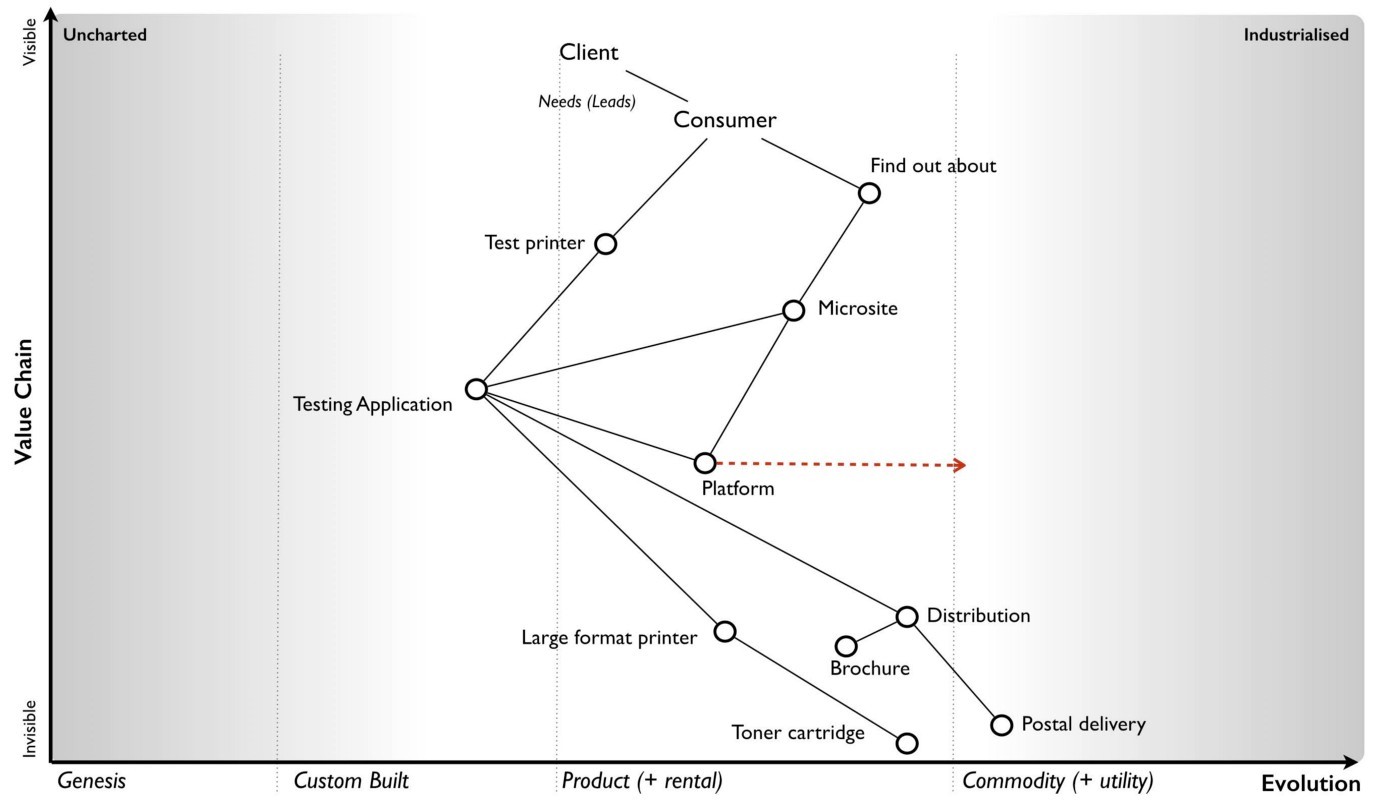 Visible
Uncharted
Industrialised
Client
Needs (Leads)
Consumer
Find out about
Test printer
Microsite
Value Chain
Testing Application
Platform
Distribution
Large format printer
Brochure
Invisible
Toner cartridge
Postal delivery
Genesis
Custom Built
Product (+ rental)
Commodity (+ utility)
Evolution